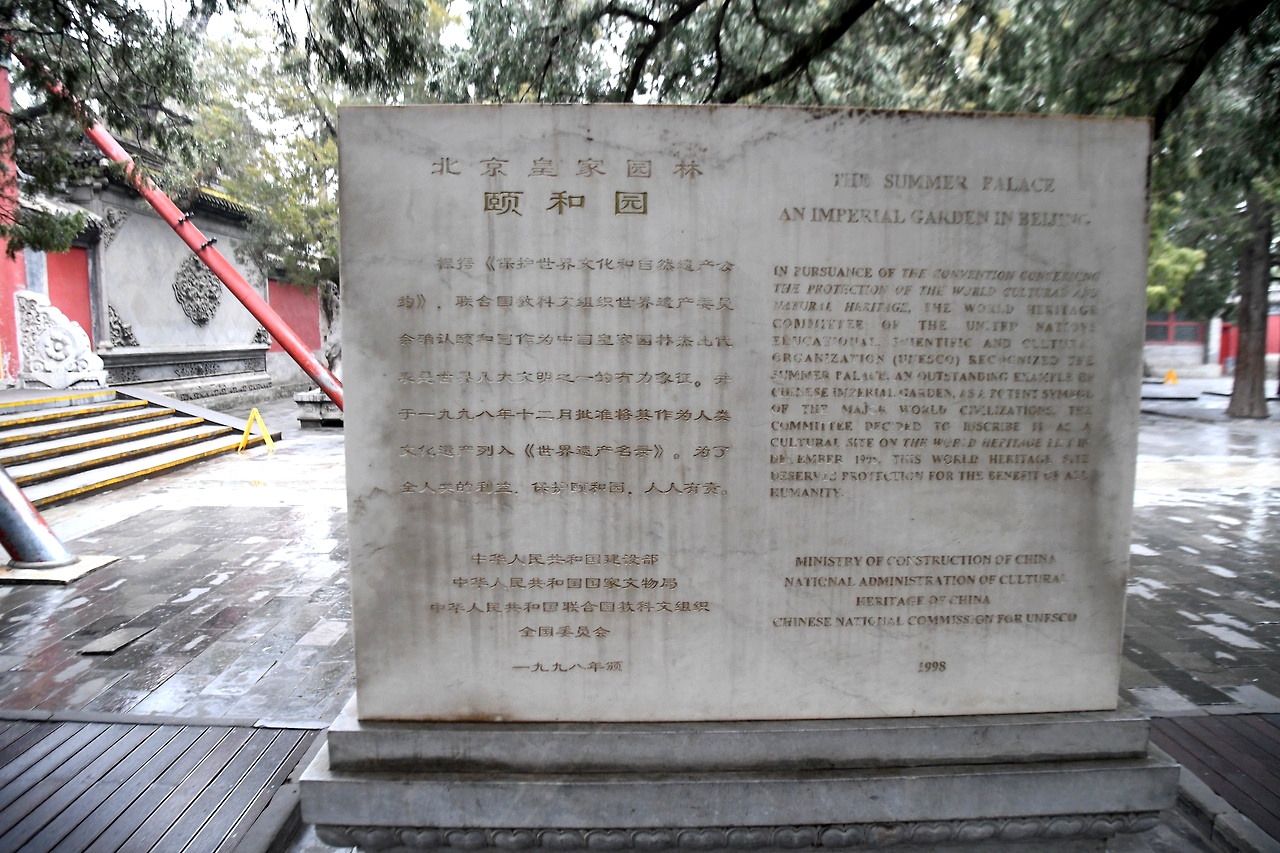 北京皇家园林
颐和园
根据《保护世界文化和自然遗产公
约》，联合国教科文组织世界遗产委员
会确认颐和园作为中国皇家园林杰出代
表是世界几大文明之一的有力象征。并
于一九九八年十二月批准将其作为人类
文化遗产列入《世界遗产名录》。为了
全人类的利益，保护颐和园，人人有责。
中华人民共和国建设部
中华人民共和国国家文物局
中华人民共和国联合国教科文组织
全国委员会
一九九八年颁
THE SUMMER PALACE
AN IMPERIAL GARDEN IN BEIJING
IN PURSUANCE OF THE CONVENTION CONCERNING
THE PROTECTION OF THE WORLD CULTURAL AND
NATURAL HERITAGE, THE WORLD HERITAGE
COMMITTEE OF THE UNITED NATIONS
EDUCATIONAL, SCIENTIFIC AND CULTURAL
ORGANIZATION (UNESCO) RECOGNIZED THE
SUMMER PALACE, AN OUTSTANDING EXAMPLE OF
CHINESE IMPERIAL GARDEN, AS A POTENT SYMBOL
OF THE MAJOR WORLD CIVILIZATIONS. THE
COMMITTEE DECIDED TO INSCRIBE IT AS A
CULTURAL SITE ON THE WORLD HERITAGE LIST IN
DECEMBER 1998. THIS WORLD HERITAGE SITE
DESERVES PROTECTION FOR THE BENEFIT OF ALL
HUMANITY.
MINISTRY OF CONSTRUCTION OF CHINA
NATIONAL ADMINISTRATION OF CULTURAL
HERITAGE OF CHINA
CHINESE NATIONAL COMMISSION FOR UNESCO
1998